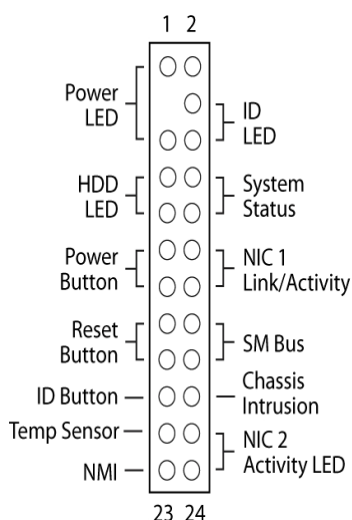 1 2
Power
LED
ID
LED
HDD
LED
System
Status
Power
Button
NIC 1
Link/Activity
Reset
Button
SM Bus
ID Button
Chassis
Intrusion
Temp Sensor
NIC 2
Activity LED
NMI
23 24